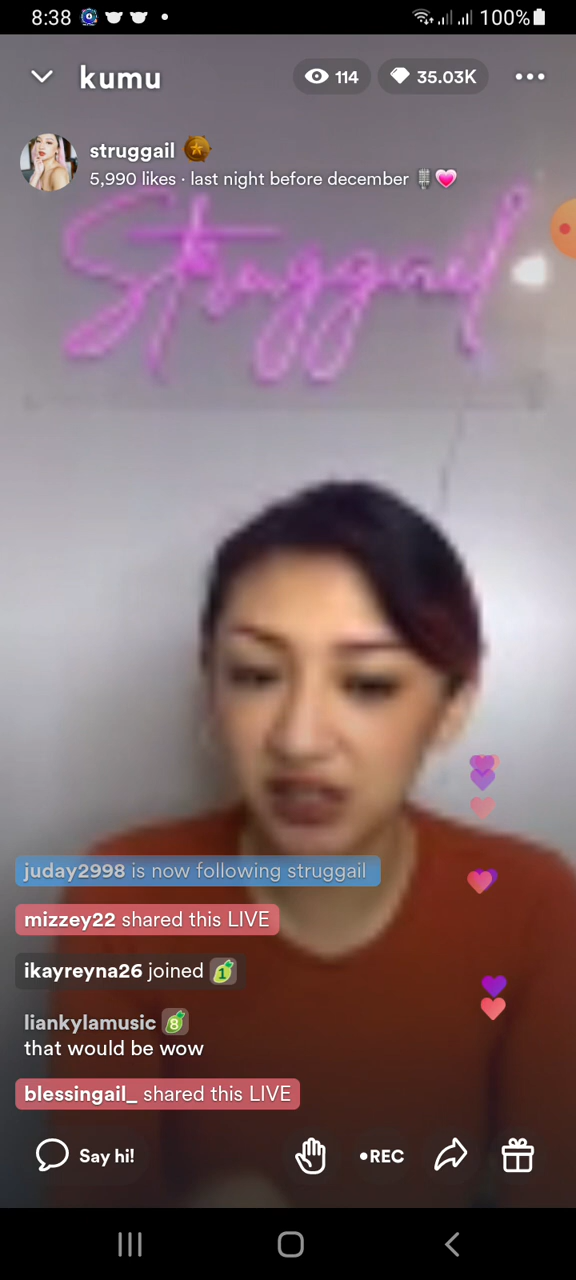 8:38
100%
kumu
114
35.03K
struggail
5,990 likes · last night before december
Struggail
juday2998 is now following struggail
mizzey22 shared this LIVE
ikayreyna26 joined 1
liankylamusic 8
that would be wow
blessingail_ shared this LIVE
Say hi!
•REC